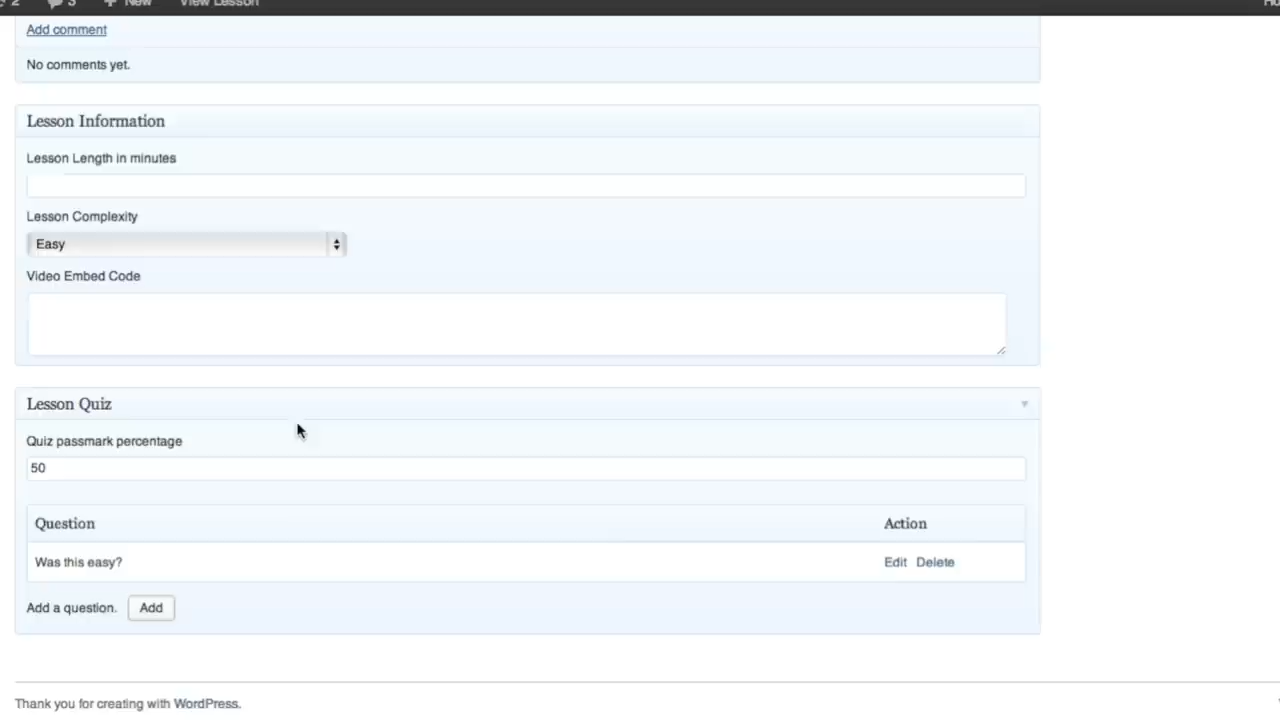 2 3 New View Lesson
Add comment
No comments yet.
Lesson Information
Lesson Length in minutes
Lesson Complexity
Easy
Video Embed Code
Lesson Quiz
Quiz passmark percentage
50
Question Action
Was this easy? Edit Delete
Add a question. Add
Thank you for creating with WordPress.